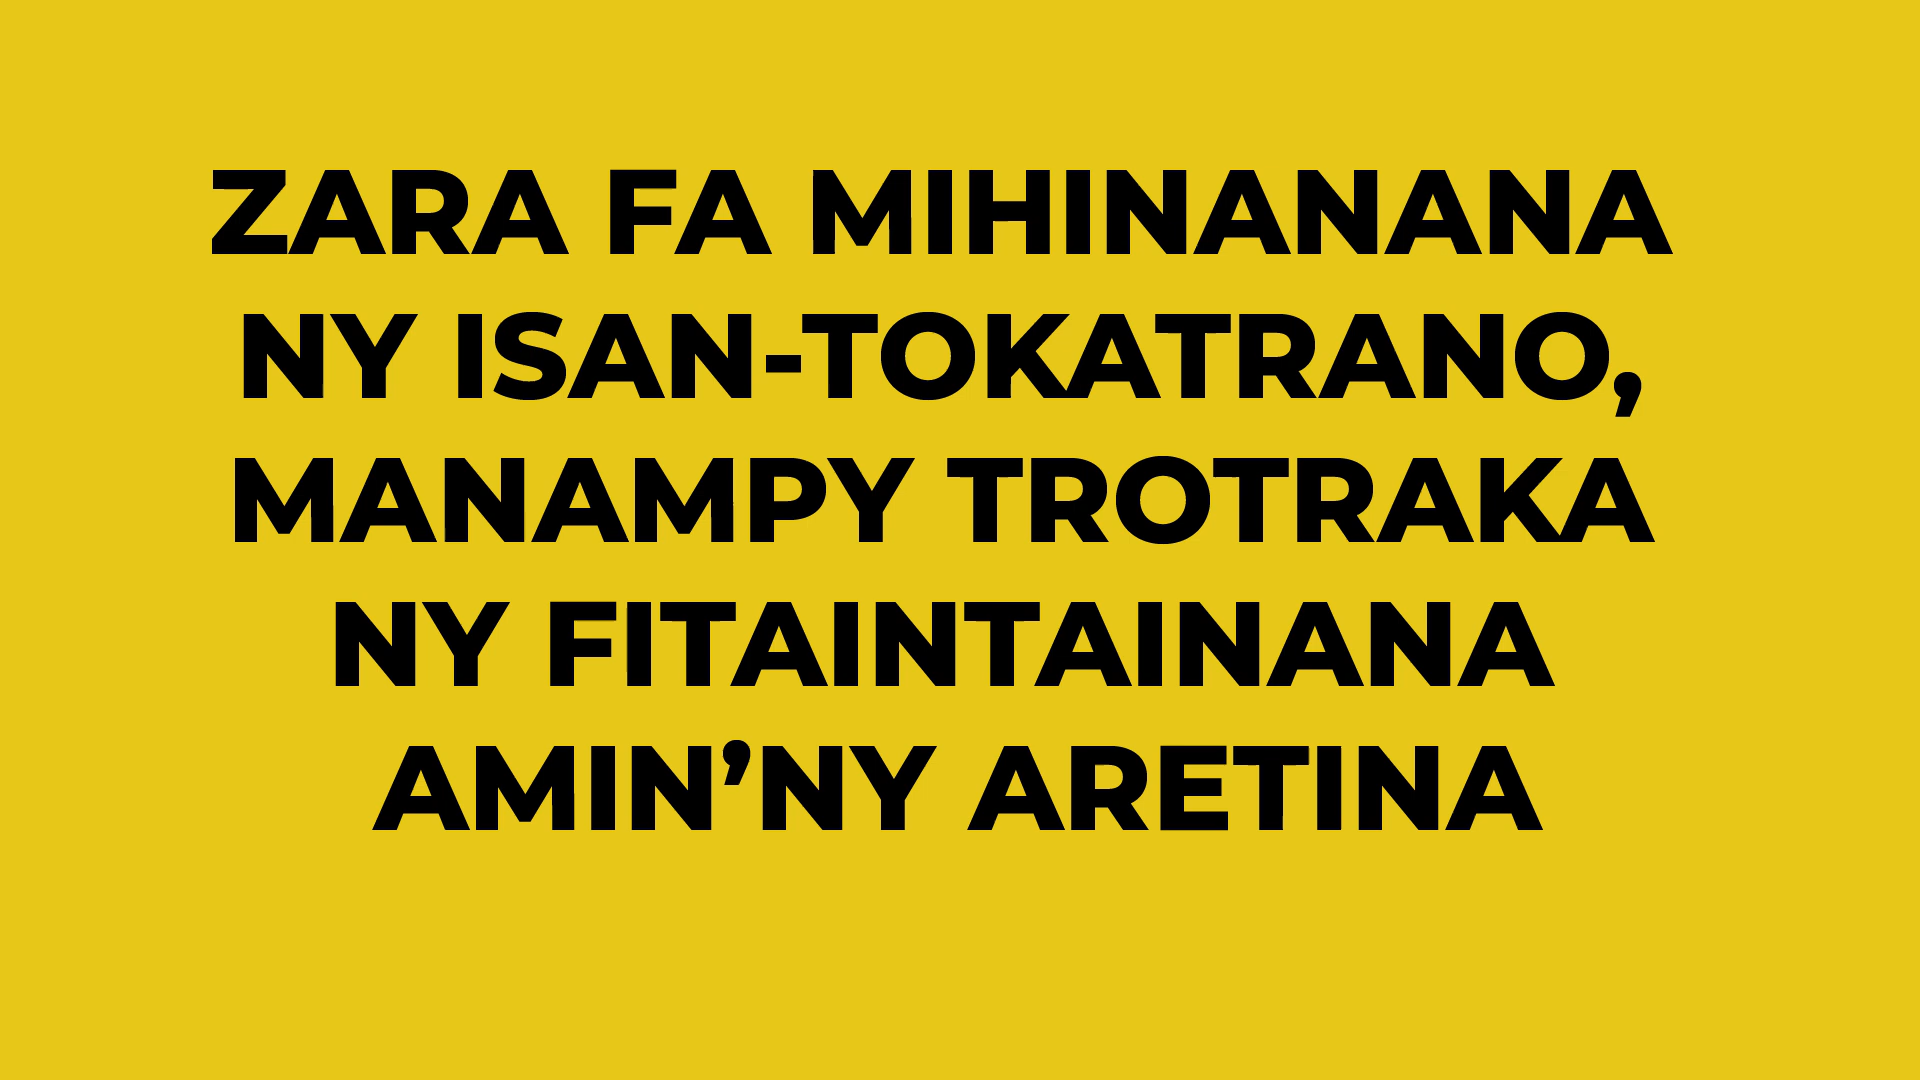 ZARA FA MIHINANANA
NY ISAN-TOKATRANO,
MANAMPY TROTRAKA
NY FITAINTAINANA
AMIN’NY ARETINA